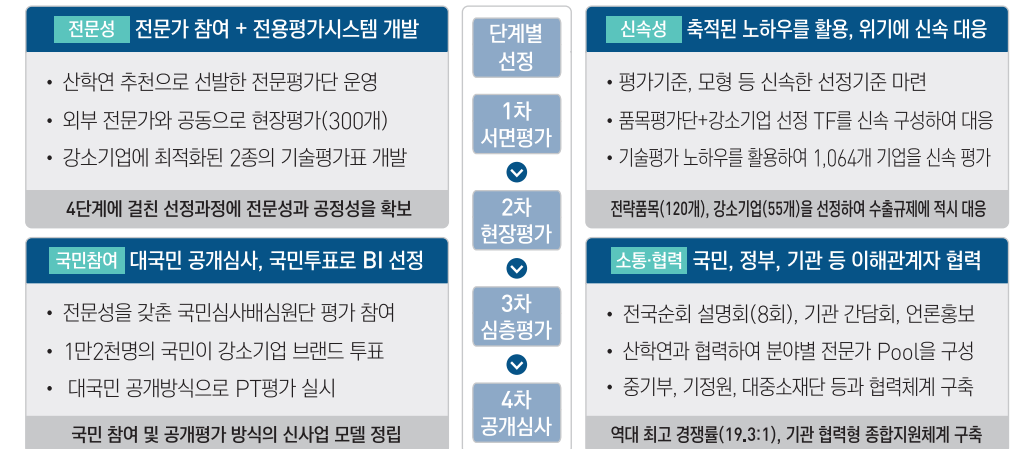 전문성 전문가 참여 + 전용평가시스템 개발
• 산학연 추천으로 선발한 전문평가단 운영
• 외부 전문가와 공동으로 현장평가(300개)
• 강소기업에 최적화된 2종의 기술평가표 개발
4단계에 걸친 선정과정에 전문성과 공정성을 확보
국민참여 대국민 공개심사, 국민투표로 BI 선정
• 전문성을 갖춘 국민심사배심원단 평가 참여
• 1만2천명의 국민이 강소기업 브랜드 투표
• 대국민 공개방식으로 PT평가 실시
국민 참여 및 공개평가 방식의 신사업 모델 정립
단계별
선정
1차
서면평가
2차
현장평가
3차
심층평가
4차
공개심사
신속성 축적된 노하우를 활용, 위기에 신속 대응
• 평가기준, 모형 등 신속한 선정기준 마련
• 품목평가단+강소기업 선정 TF를 신속 구성하여 대응
• 기술평가 노하우를 활용하여 1,064개 기업을 신속 평가
전략품목(120개), 강소기업(55개)을 선정하여 수출규제에 적시 대응
소통·협력 국민, 정부, 기관 등 이해관계자 협력
• 전국순회 설명회(8회), 기관 간담회, 언론홍보
• 산학연과 협력하여 분야별 전문가 Pool을 구성
• 중기부, 기정원, 대중소재단 등과 협력체계 구축
역대 최고 경쟁률(19.3:1), 기관 협력형 종합지원체계 구축